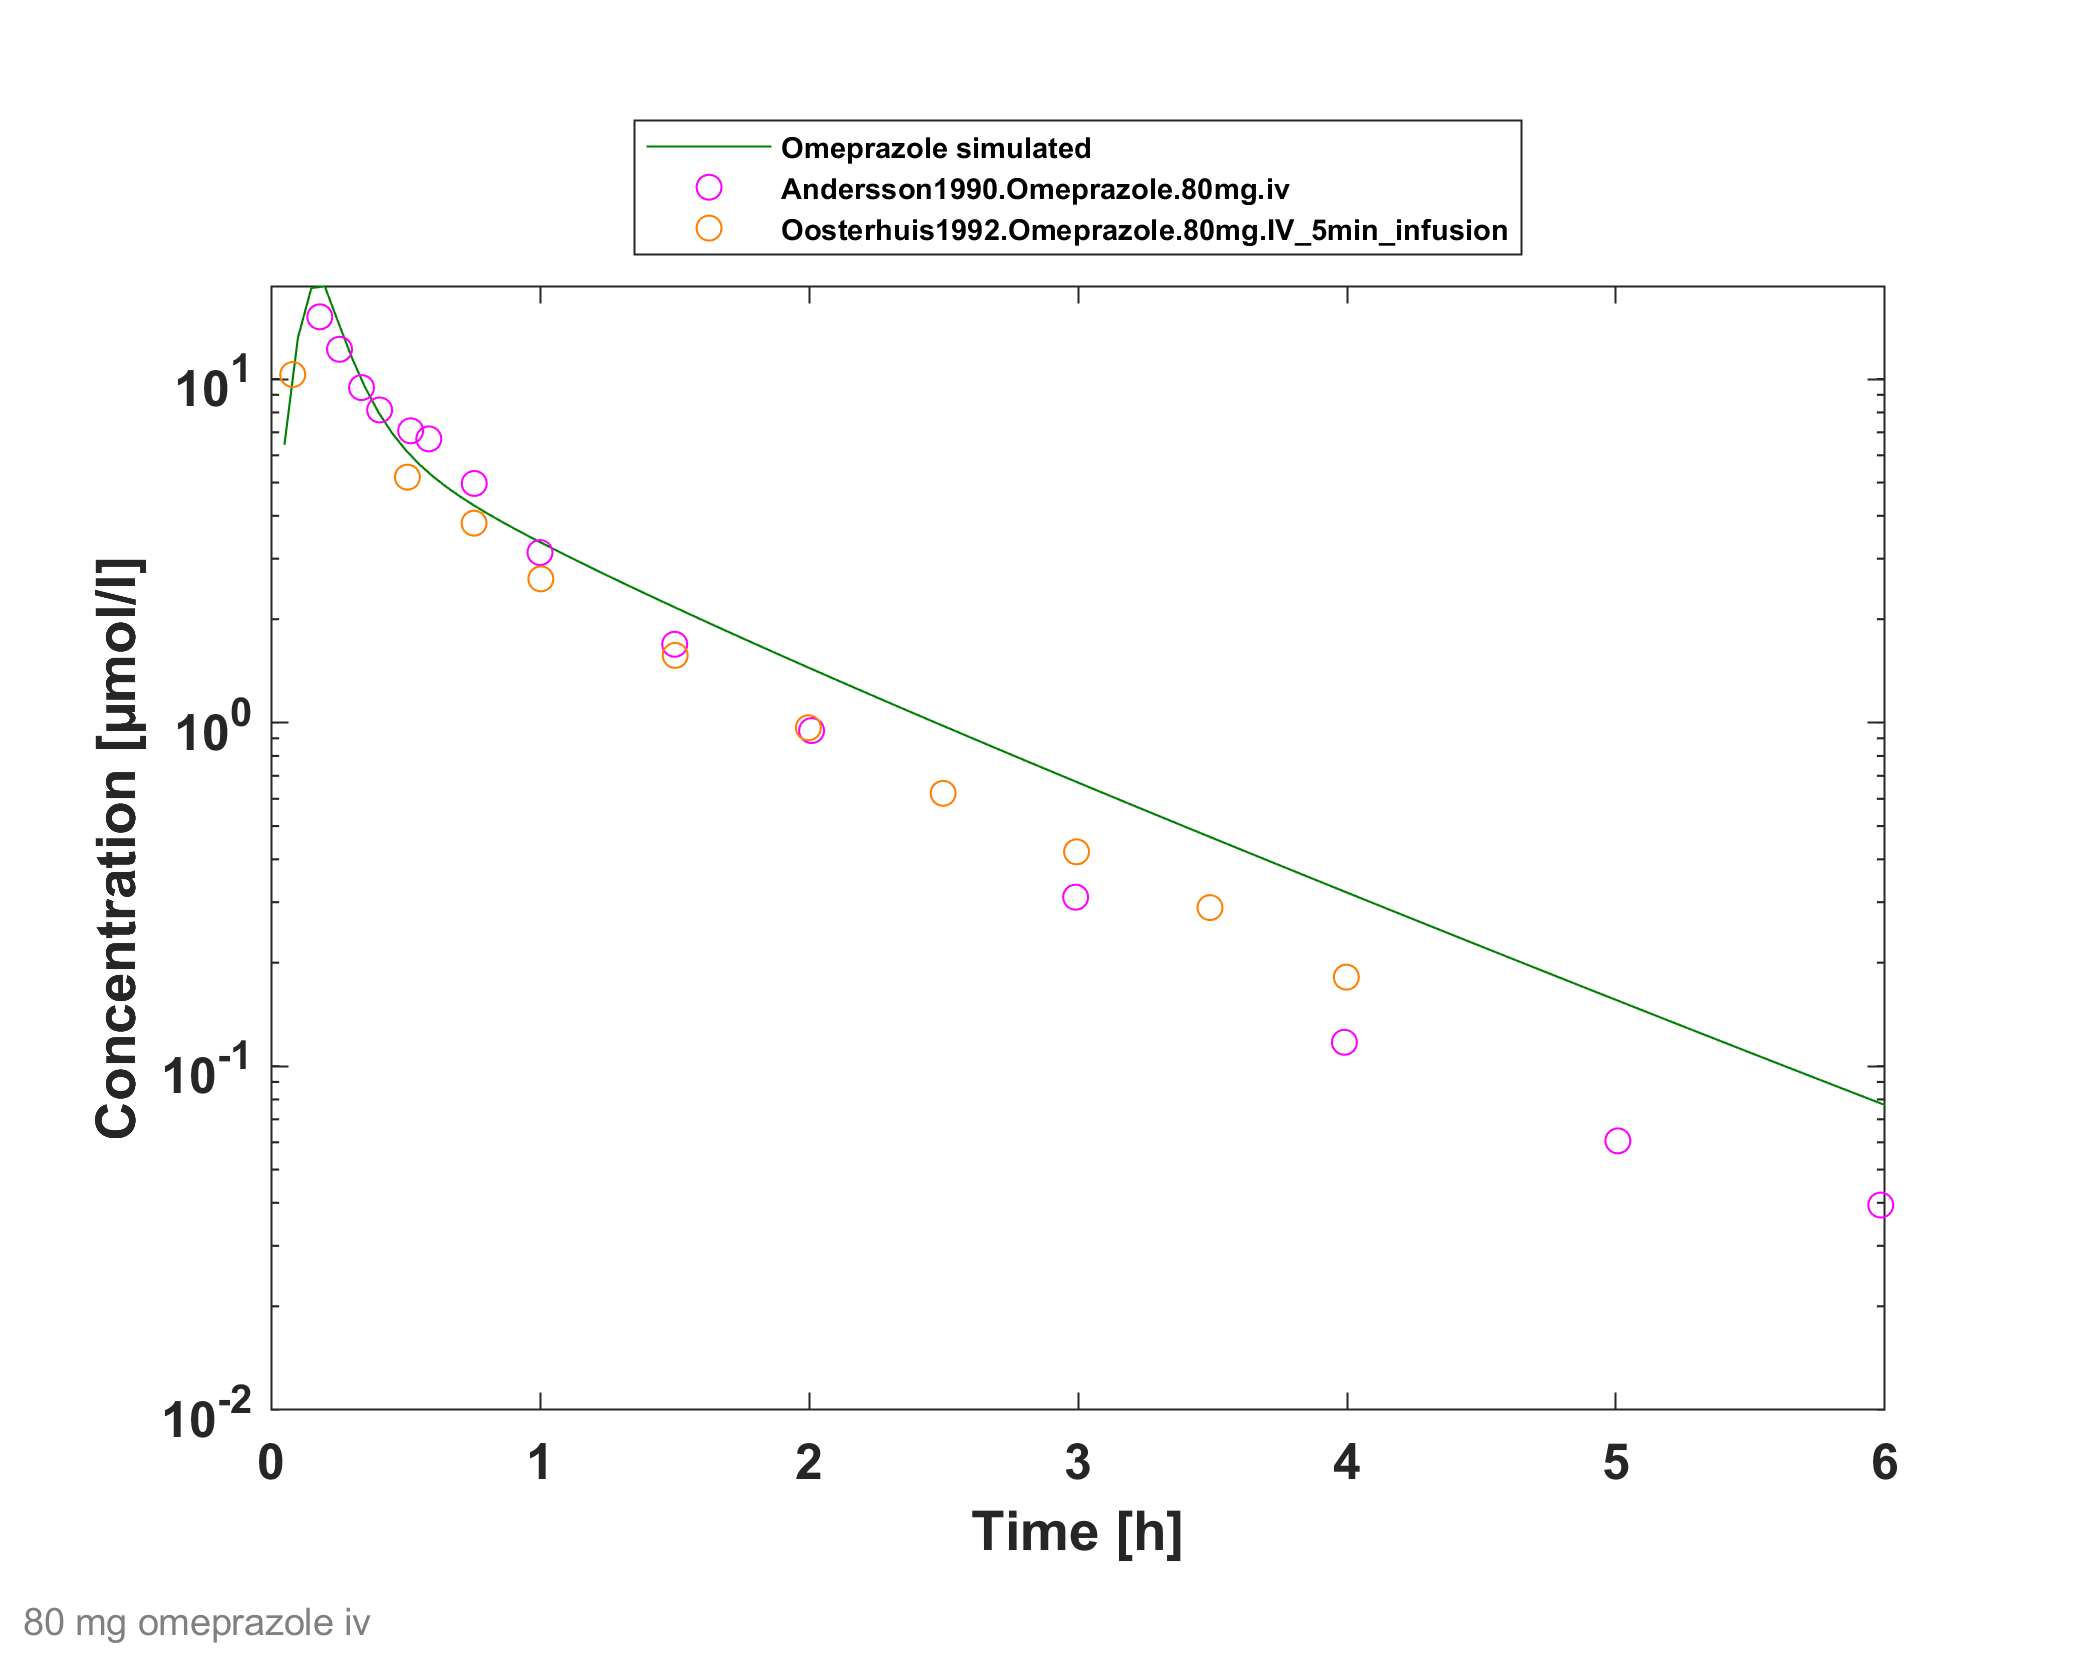 Omeprazole simulated
Andersson1990.Omeprazole.80mg.iv
Oosterhuis1992.Omeprazole.80mg.IV_5min_infusion
10^1
10^0
10^-1
10^-2
Concentration [µmol/l]
0 1 2 3 4 5 6
Time [h]
80 mg omeprazole iv